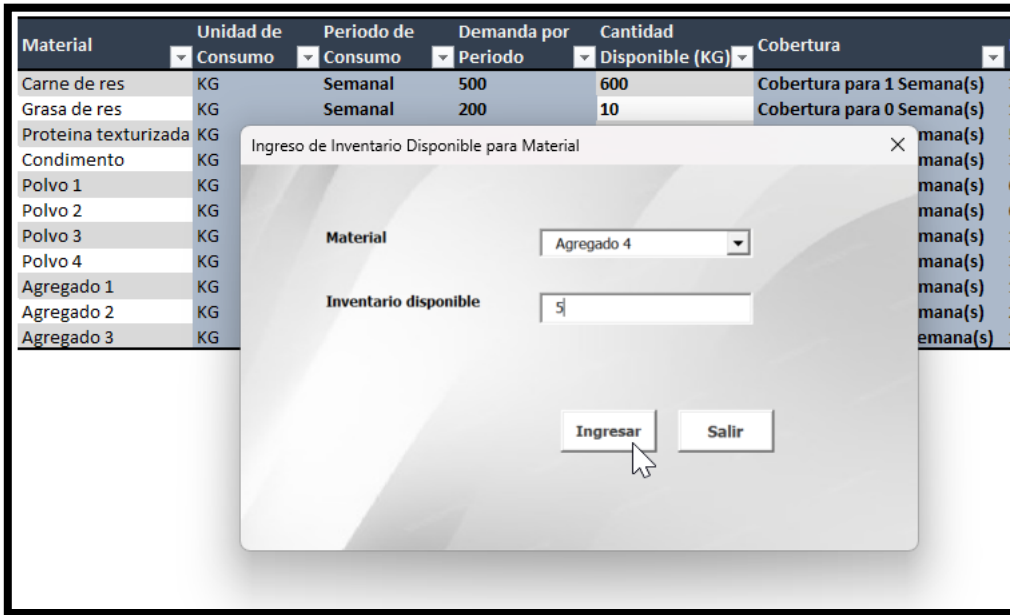 Material Unidad de Consumo Periodo de Consumo Demanda por Periodo Cantidad Disponible (KG) Cobertura
Carne de res KG Semanal 500 600 Cobertura para 1 Semana(s)
Grasa de res KG Semanal 200 10 Cobertura para 0 Semana(s)
Proteina texturizada KG mana(s)
Condimento KG mana(s)
Polvo 1 KG mana(s)
Polvo 2 KG mana(s)
Polvo 3 KG mana(s)
Polvo 4 KG mana(s)
Agregado 1 KG mana(s)
Agregado 2 KG mana(s)
Agregado 3 KG emana(s)
Ingreso de Inventario Disponible para Material
Material Agregado 4
Inventario disponible 5
Ingresar Salir